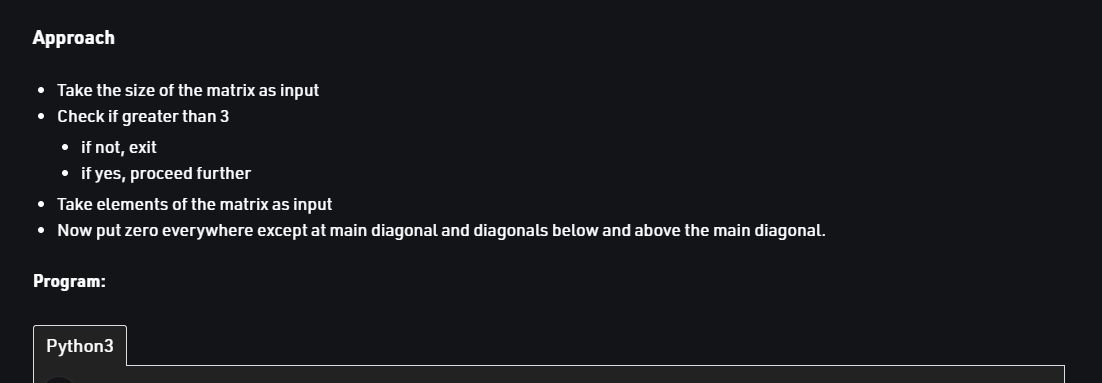 Approach
Take the size of the matrix as input
Check if greater than 3
if not, exit
if yes, proceed further
Take elements of the matrix as input
Now put zero everywhere except at main diagonal and diagonals below and above the main diagonal.
Program:
Python3